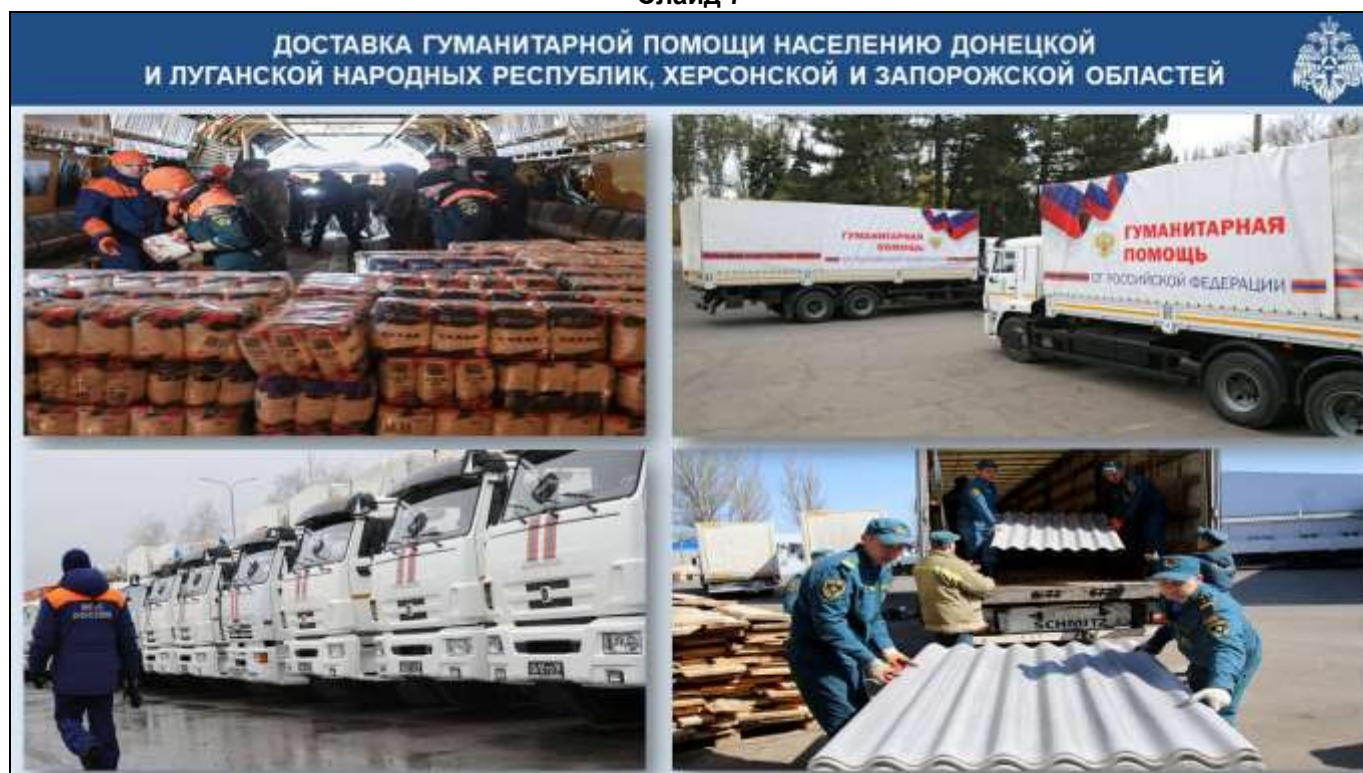 ДОСТАВКА ГУМАНИТАРНОЙ ПОМОЩИ НАСЕЛЕНИЮ ДОНЕЦКОЙ
И ЛУГАНСКОЙ НАРОДНЫХ РЕСПУБЛИК, ХЕРСОНСКОЙ И ЗАПОРОЖСКОЙ ОБЛАСТЕЙ
ГУМАНИТАРНАЯ
ПОМОЩЬ
ГУМАНИТАРНАЯ
ПОМОЩЬ
ОТ РОССИЙСКОЙ ФЕДЕРАЦИИ
МЧС
РОССИИ
SCHMITZ